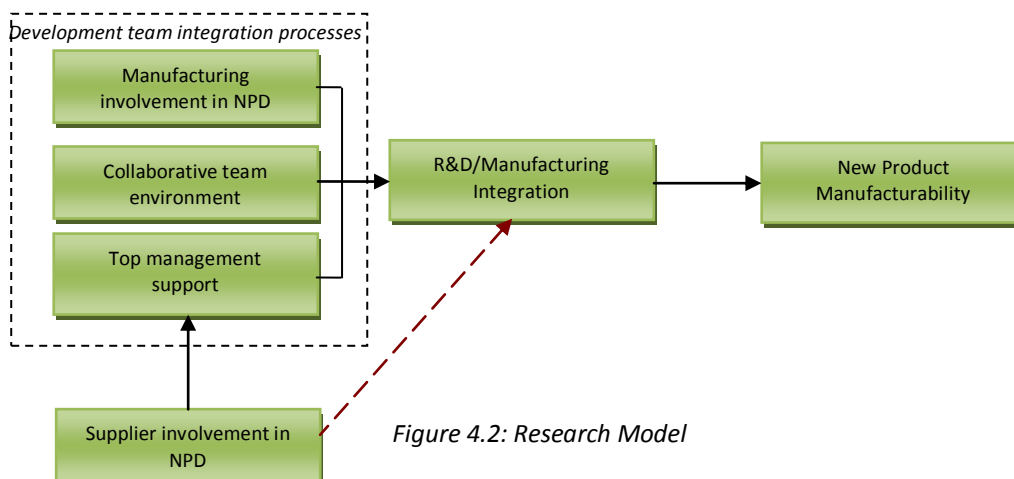 Development team integration processes
Manufacturing
involvement in NPD
Collaborative team
environment
Top management
support
R&D/Manufacturing
Integration
New Product
Manufacturability
Supplier involvement in
NPD
Figure 4.2: Research Model